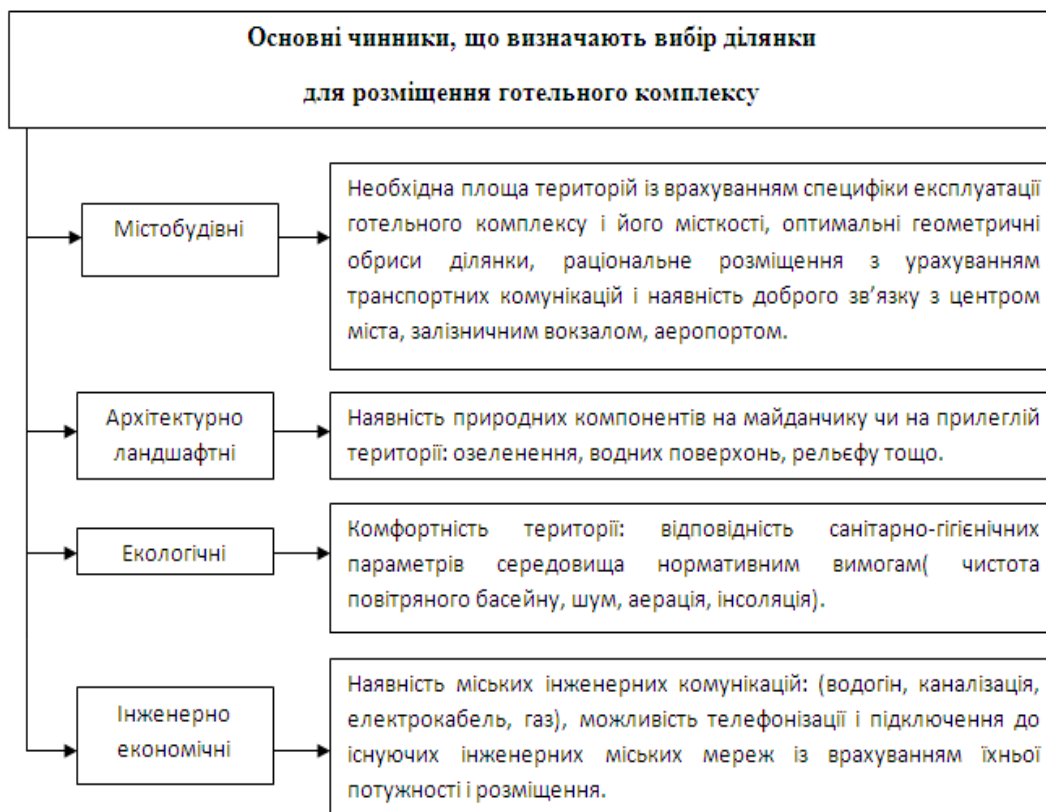 Основні чинники, що визначають вибір ділянки
для розміщення готельного комплексу
Містобудівні
Необхідна площа територій із врахуванням специфіки експлуатації
готельного комплексу і його місткості, оптимальні геометричні
обриси ділянки, раціональне розміщення з урахуванням
транспортних комунікацій і наявність доброго зв’язку з центром
міста, залізничним вокзалом, аеропортом.
Архітектурно
ландшафтні
Наявність природних компонентів на майданчику чи на прилеглій
території: озеленення, водних поверхонь, рельєфу тощо.
Екологічні
Комфортність території: відповідність санітарно-гігієнічних
параметрів середовища нормативним вимогам( чистота
повітряного басейну, шум, аерація, інсоляція).
Інженерно
економічні
Наявність міських інженерних комунікацій: (водогін, каналізація,
електрокабель, газ), можливість телефонізації і підключення до
існуючих інженерних міських мереж із врахуванням їхньої
потужності і розміщення.